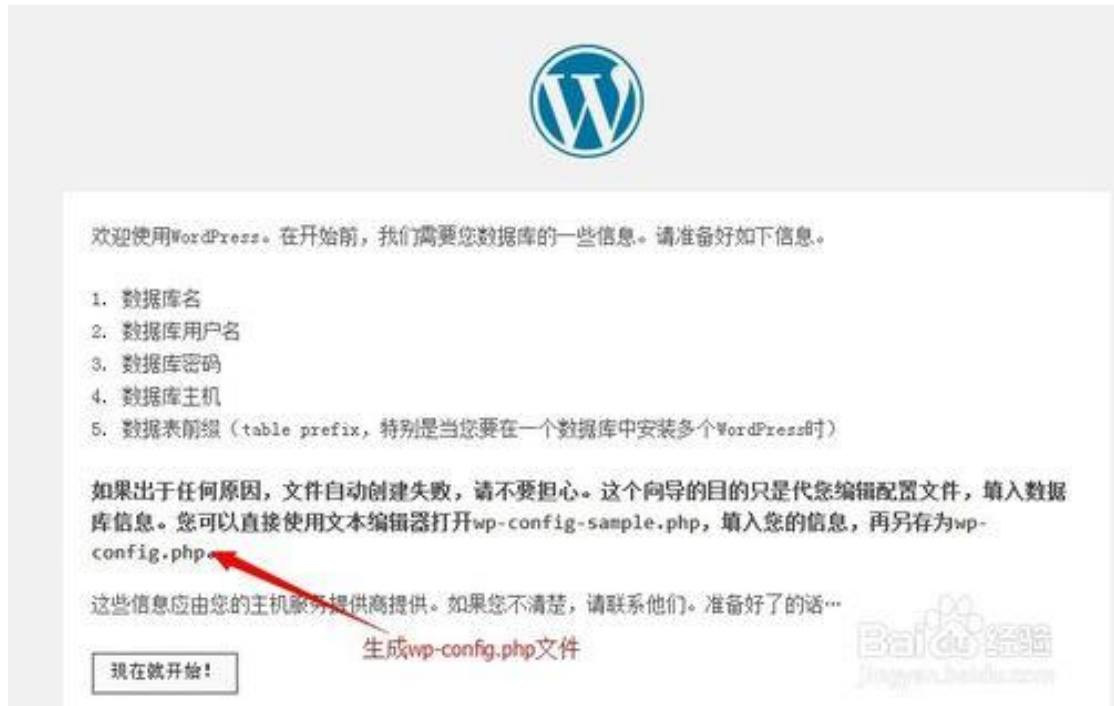 欢迎使用WordPress。在开始前，我们需要您数据库的一些信息。请准备好如下信息。
1. 数据库名
2. 数据库用户名
3. 数据库密码
4. 数据库主机
5. 数据表前缀（table prefix，特别是当您要在一个数据库中安装多个WordPress时）
如果出于任何原因，文件自动创建失败，请不要担心。这个向导的目的只是代您编辑配置文件，填入数据
库信息。您可以直接使用文本编辑器打开wp-config-sample.php，填入您的信息，再另存为wp-
config.php。
这些信息应由您的主机服务提供商提供。如果您不清楚，请联系他们。准备好了的话…
生成wp-config.php文件
现在就开始！
Baidu 经验
jingyan.baidu.com